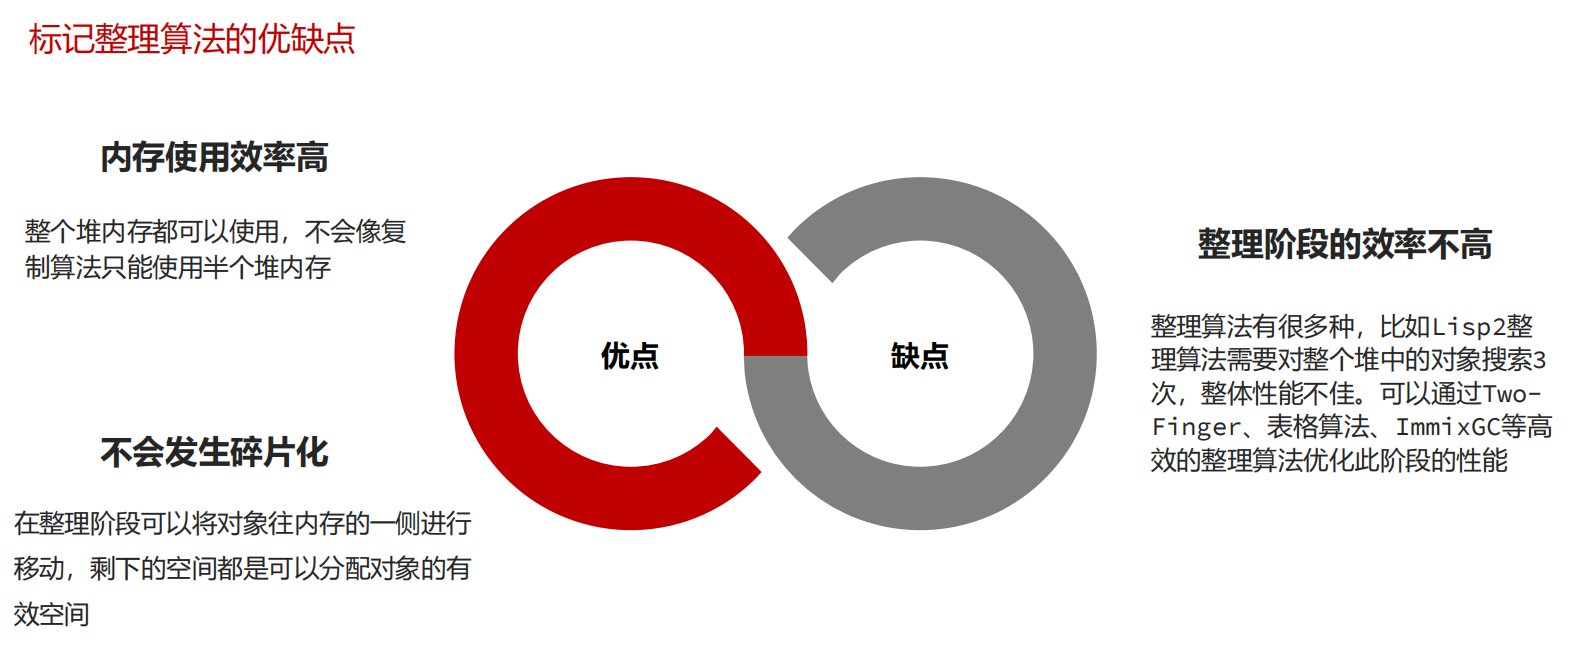 标记整理算法的优缺点
内存使用效率高
整个堆内存都可以使用，不会像复
制算法只能使用半个堆内存
不会发生碎片化
在整理阶段可以将对象往内存的一侧进行
移动，剩下的空间都是可以分配对象的有
效空间
优点
缺点
整理阶段的效率不高
整理算法有很多种，比如Lisp2整
理算法需要对整个堆中的对象搜索3
次，整体性能不佳。可以通过Two-
Finger、表格算法、ImmixGC等高
效的整理算法优化此阶段的性能